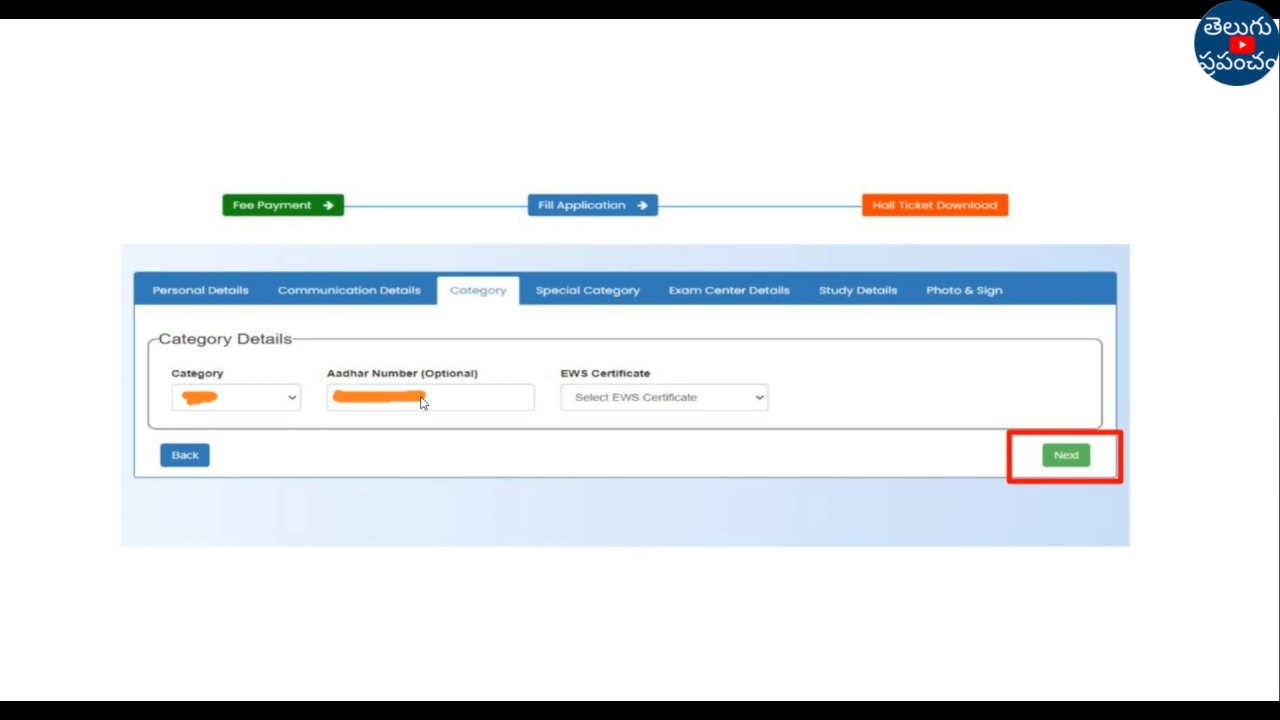 తెలుగు
ప్రపంచం
Fee Payment
Fill Application
Hall Ticket Download
Personal Details Communication Details Category Special Category Exam Center Details Study Details Photo & Sign
Category Details
Category Aadhar Number (Optional) EWS Certificate
Select EWS Certificate
Back Next